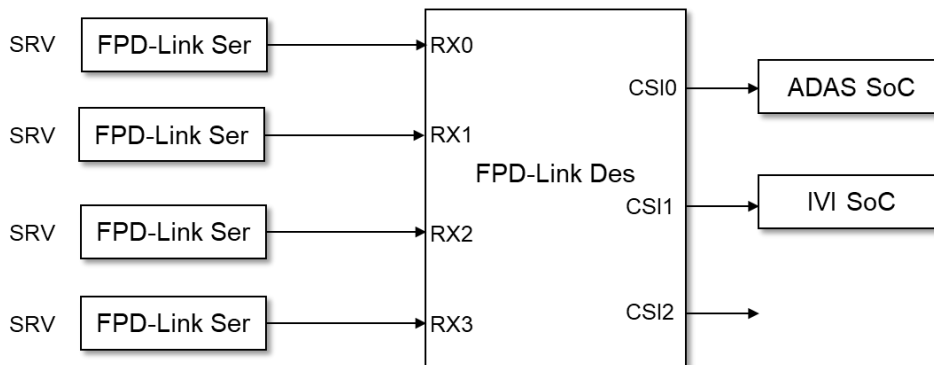 SRV FPD-Link Ser RX0
CSI0 ADAS SoC
SRV FPD-Link Ser RX1
FPD-Link Des
CSI1 IVI SoC
SRV FPD-Link Ser RX2
CSI2
SRV FPD-Link Ser RX3